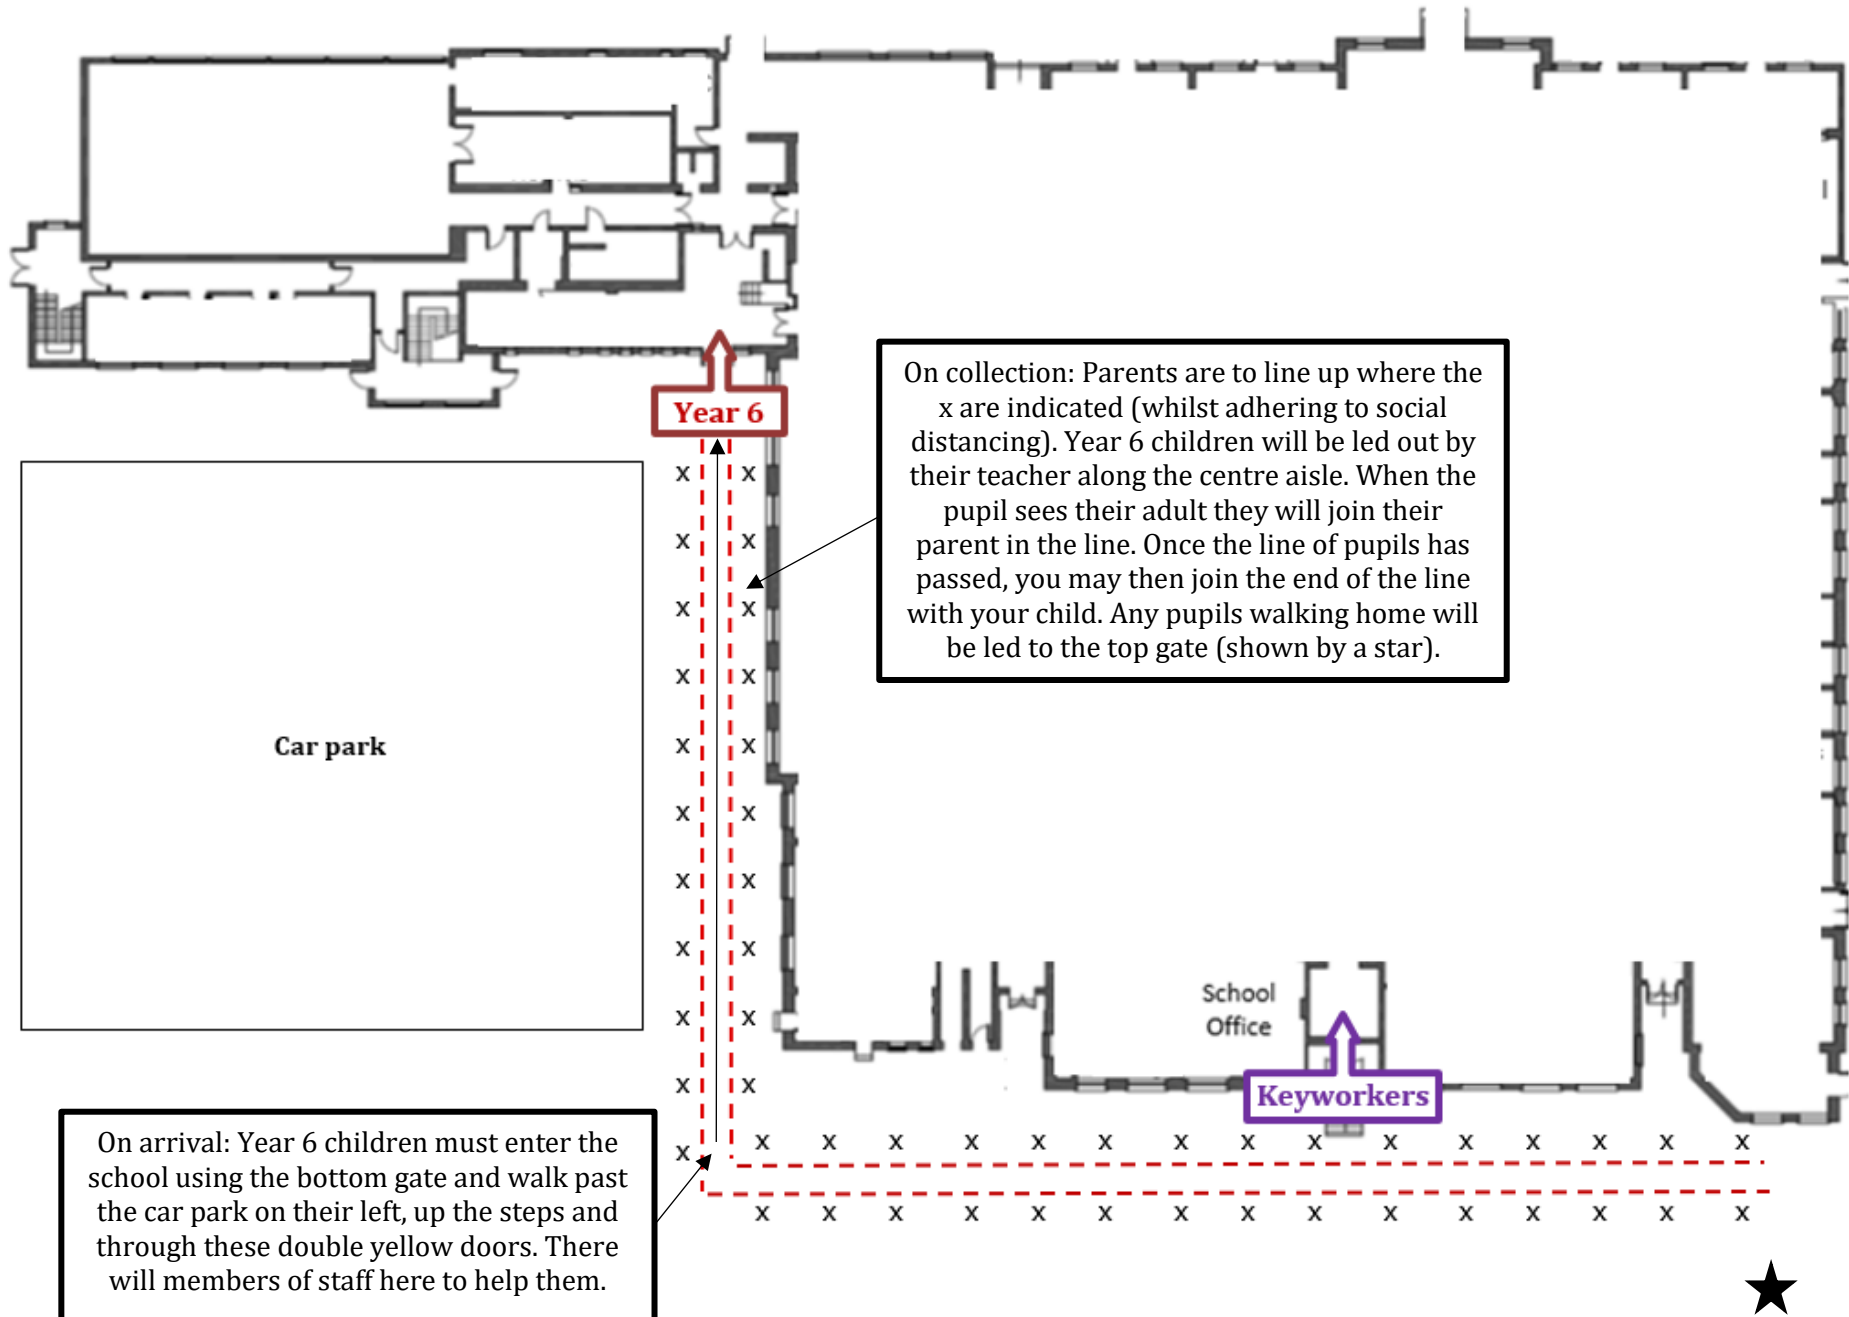 On collection: Parents are to line up where the
x are indicated (whilst adhering to social
distancing). Year 6 children will be led out by
their teacher along the centre aisle. When the
pupil sees their adult they will join their
parent in the line. Once the line of pupils has
passed, you may then join the end of the line
with your child. Any pupils walking home will
be led to the top gate (shown by a star).
Year 6
x x
x x
x x
x x
Car park
x x
x x
x x
x x
x x
x x
School
Office
Keyworkers
x x x x x x x x x x x x x x x
x
x x x x x x x x x x x x x x
On arrival: Year 6 children must enter the
school using the bottom gate and walk past
the car park on their left, up the steps and
through these double yellow doors. There
will members of staff here to help them.